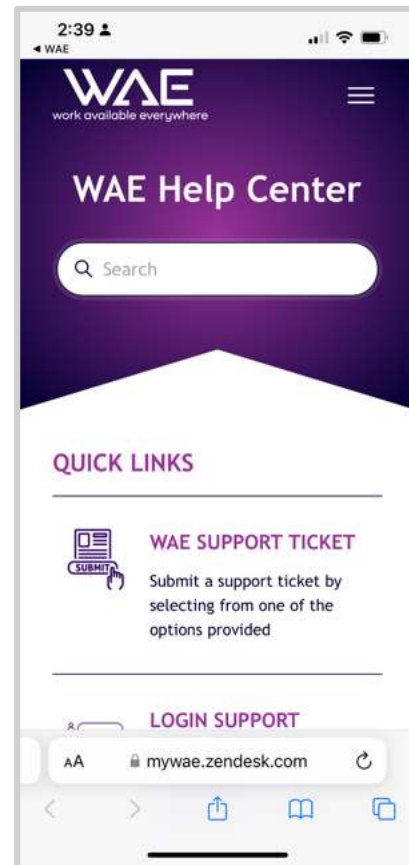 2:39
◀ WAE
WAE
work available everywhere
WAE Help Center
Search
QUICK LINKS
SUBMIT
WAE SUPPORT TICKET
Submit a support ticket by
selecting from one of the
options provided
LOGIN SUPPORT
AA
mywae.zendesk.com